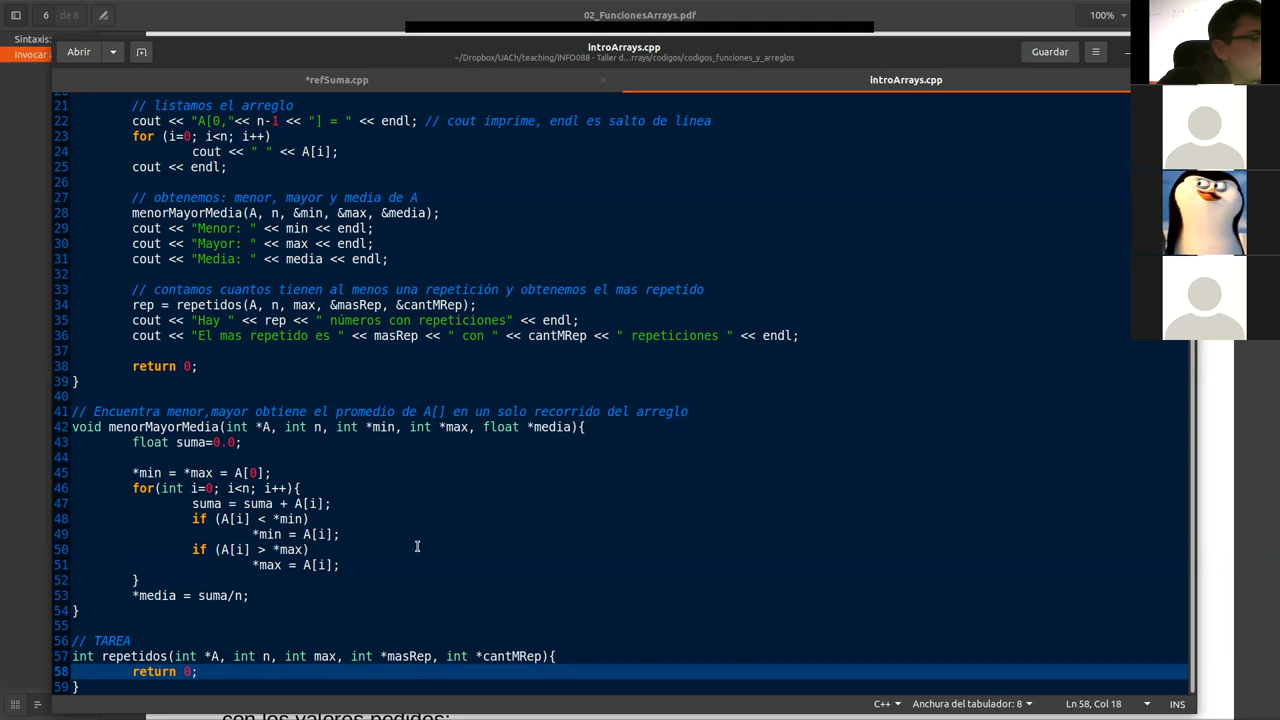 6 de 8
02_FuncionesArrays.pdf
100%
Sintaxis:
Invocar
Abrir
introArrays.cpp
~/Dropbox/UACh/teaching/INFO088 - Taller d…rrays/codigos/codigos_funciones_y_arreglos
Guardar
*refSuma.cpp
introArrays.cpp
21 // listamos el arreglo
22 cout << "A[0,"<< n-1 << "] = " << endl; // cout imprime, endl es salto de linea
23 for (i=0; i<n; i++)
24 cout << " " << A[i];
25 cout << endl;
26
27 // obtenemos: menor, mayor y media de A
28 menorMayorMedia(A, n, &min, &max, &media);
29 cout << "Menor: " << min << endl;
30 cout << "Mayor: " << max << endl;
31 cout << "Media: " << media << endl;
32
33 // contamos cuantos tienen al menos una repetición y obtenemos el mas repetido
34 rep = repetidos(A, n, max, &masRep, &cantMRep);
35 cout << "Hay " << rep << " números con repeticiones" << endl;
36 cout << "El mas repetido es " << masRep << " con " << cantMRep << " repeticiones " << endl;
37
38 return 0;
39 }
40
41 // Encuentra menor,mayor obtiene el promedio de A[] en un solo recorrido del arreglo
42 void menorMayorMedia(int *A, int n, int *min, int *max, float *media){
43 float suma=0.0;
44
45 *min = *max = A[0];
46 for(int i=0; i<n; i++){
47 suma = suma + A[i];
48 if (A[i] < *min)
49 *min = A[i];
50 if (A[i] > *max)
51 *max = A[i];
52 }
53 *media = suma/n;
54 }
55
56 // TAREA
57 int repetidos(int *A, int n, int max, int *masRep, int *cantMRep){
58 return 0;
59 }
C++
Anchura del tabulador: 8
Ln 58, Col 18
INS
con los valores pedidos: